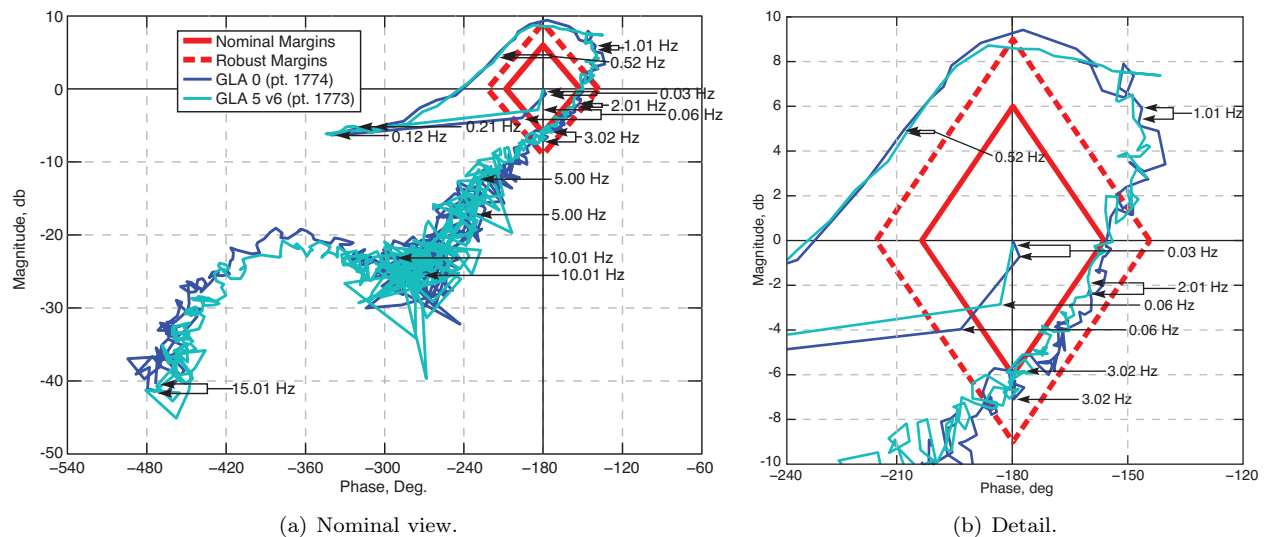 Nominal Margins
Robust Margins
GLA 0 (pt. 1774)
GLA 5 v6 (pt. 1773)
10
0
−10
−20
−30
−40
−50
Magnitude, db
−540
−480
−420
−360
−300
−240
−180
−120
−60
Phase, Deg.
1.01 Hz
0.52 Hz
0.03 Hz
2.01 Hz
0.06 Hz
0.21 Hz
0.12 Hz
3.02 Hz
5.00 Hz
5.00 Hz
10.01 Hz
10.01 Hz
15.01 Hz
(a) Nominal view.
10
8
6
4
2
0
−2
−4
−6
−8
−10
Magnitude, db
−240
−210
−180
−150
−120
Phase, deg
1.01 Hz
0.52 Hz
0.03 Hz
2.01 Hz
0.06 Hz
0.06 Hz
3.02 Hz
3.02 Hz
(b) Detail.